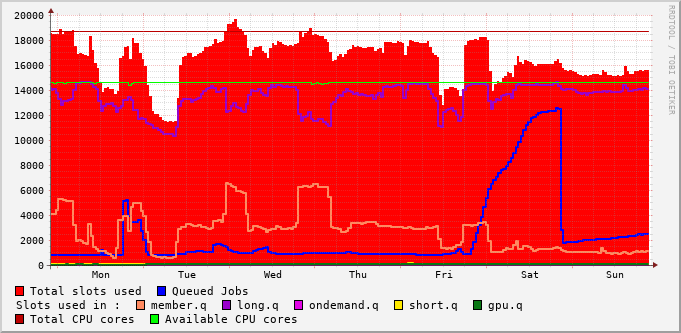 20000
18000
16000
14000
12000
10000
8000
6000
4000
2000
0
Mon Tue Wed Thu Fri Sat Sun
RRDTOOL / TOBI OETIKER
Total slots used Queued Jobs
Slots used in : member.q long.q ondemand.q short.q gpu.q
Total CPU cores Available CPU cores